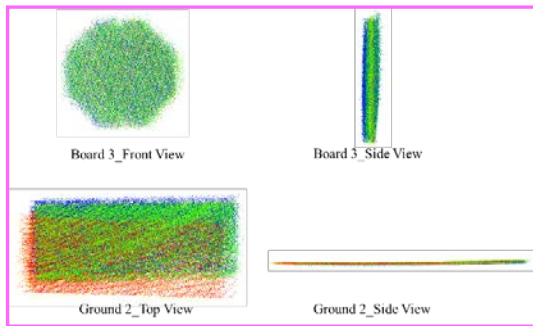 Board 3_Front View
Board 3_Side View
Ground 2_Top View
Ground 2_Side View